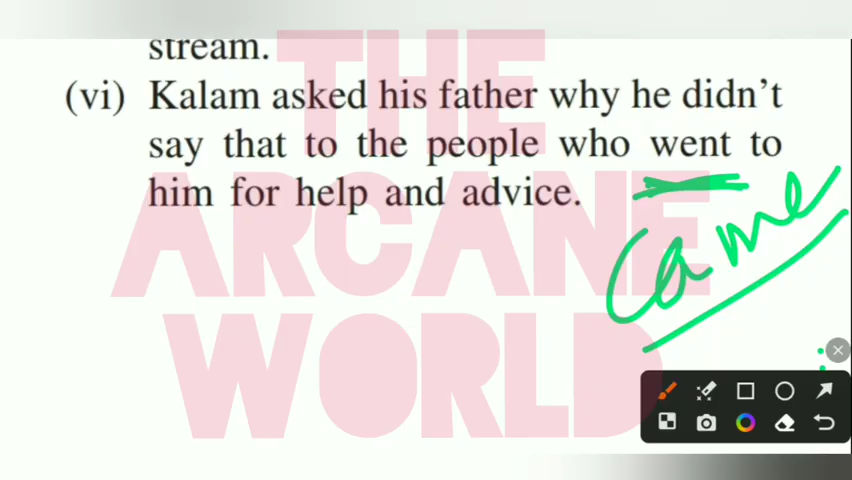 stream.
(vi) Kalam asked his father why he didn't
say that to the people who went to
him for help and advice.
Came
THE
ARCANE
WORLD